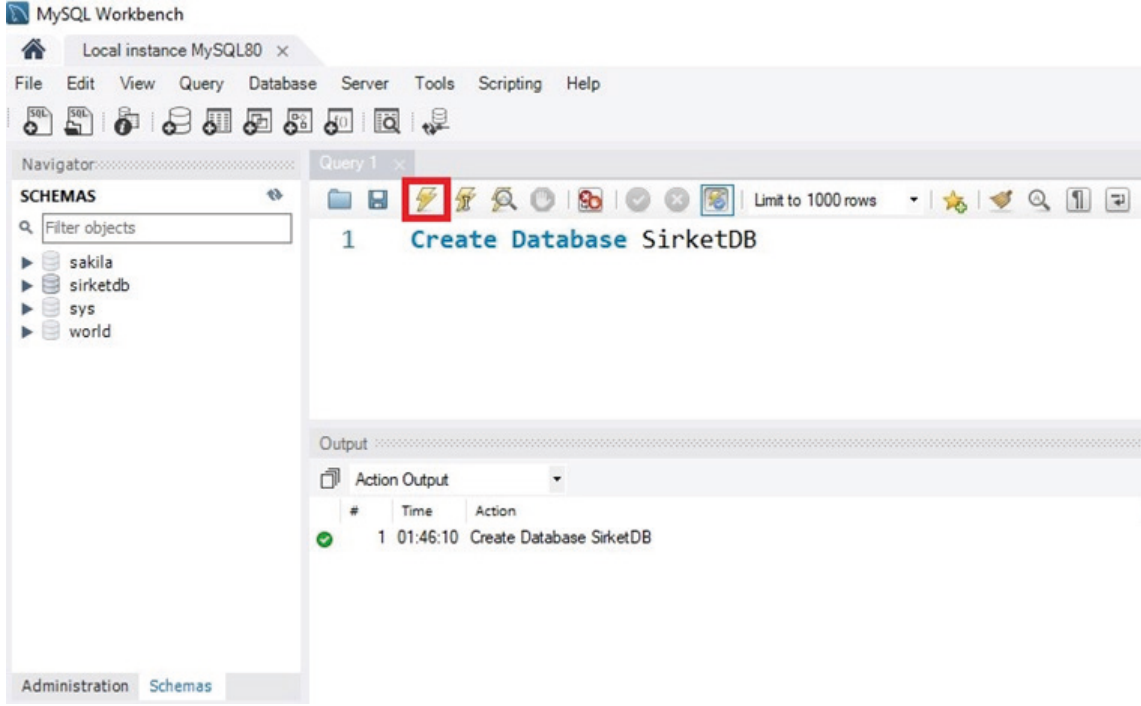 MySQL Workbench
Local instance MySQL80 ×
File Edit View Query Database Server Tools Scripting Help
Navigator
Query 1 ×
SCHEMAS
Limit to 1000 rows
Filter objects
1 Create Database SirketDB
sakila
sirketdb
sys
world
Output
Action Output
# Time Action
1 01:46:10 Create Database SirketDB
Administration Schemas